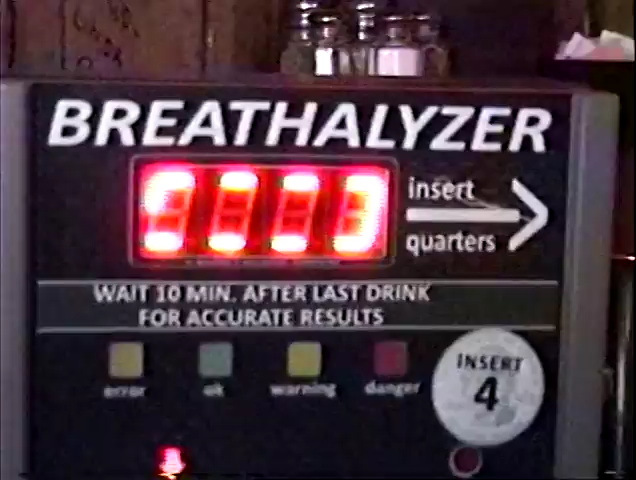 BREATHALYZER
insert
quarters
WAIT 10 MIN. AFTER LAST DRINK
FOR ACCURATE RESULTS
error ok warning danger
INSERT
4